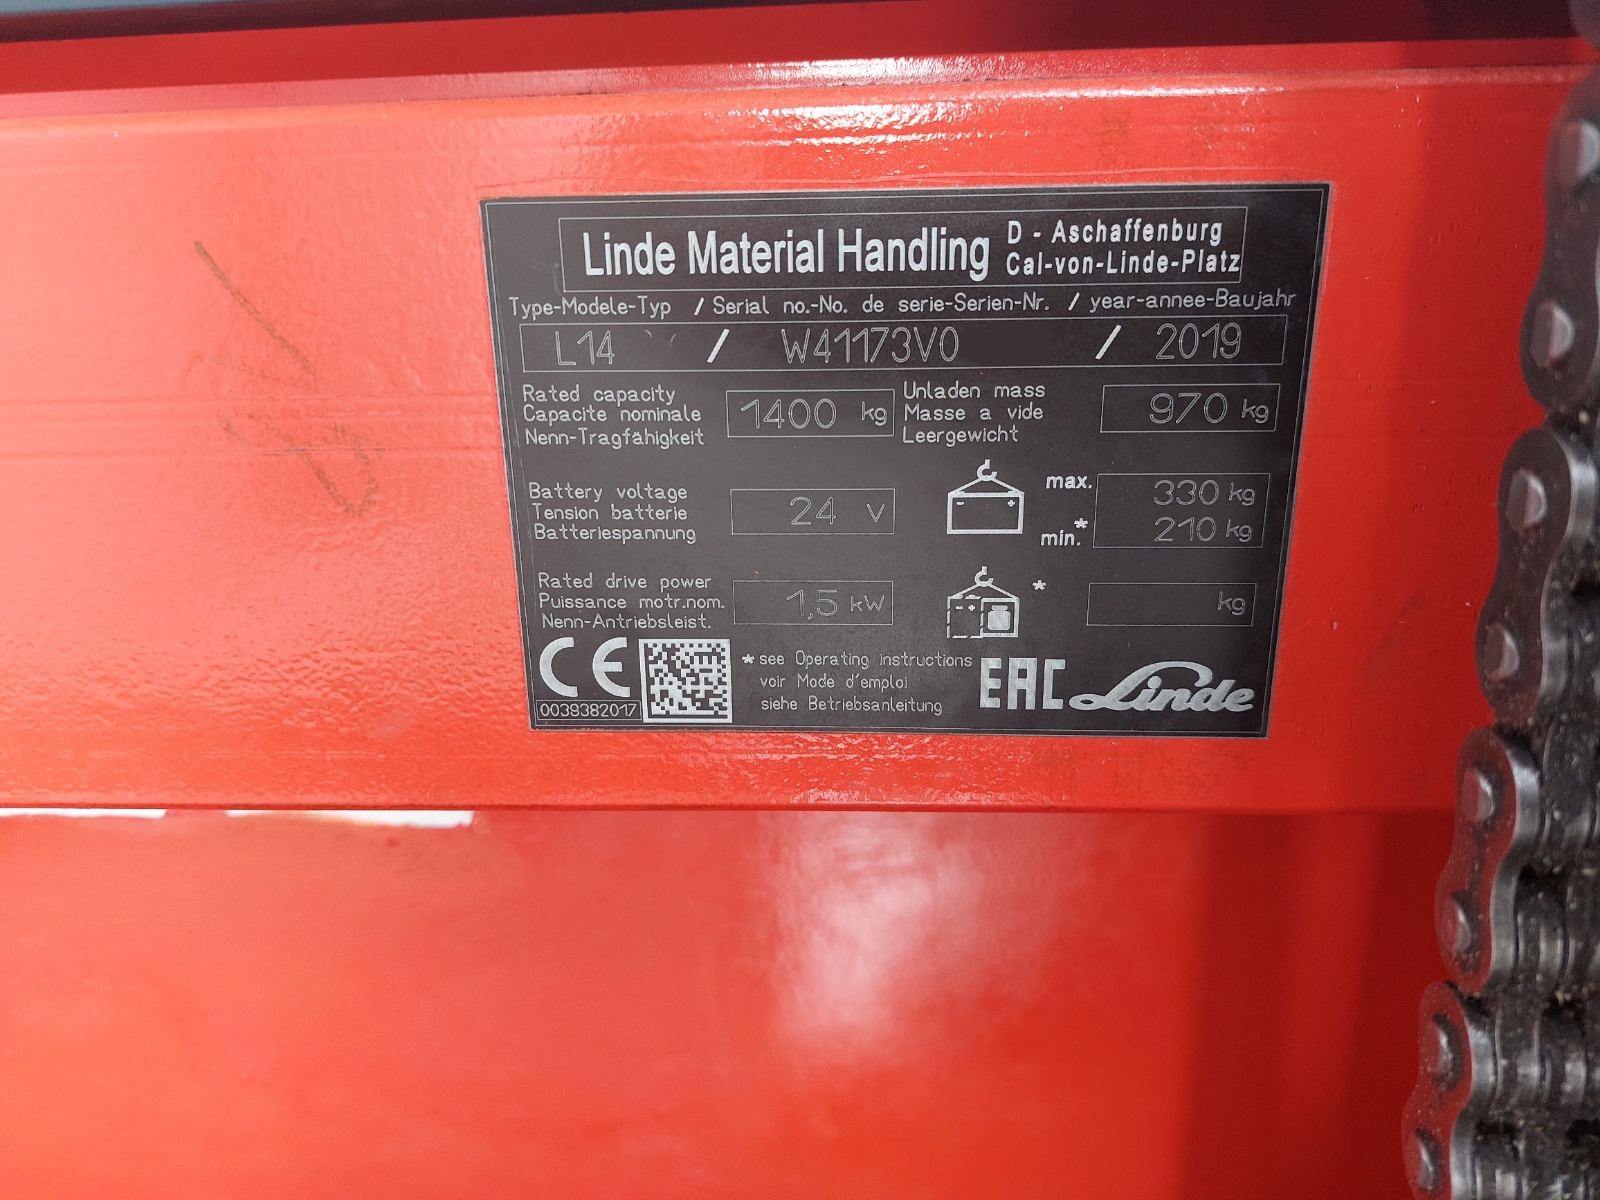 Linde Material Handling D - Aschaffenburg
Cal-von-Linde-Platz
Type-Modele-Typ / Serial no.-No. de serie-Serien-Nr. / year-annee-Baujahr
L14 / W41173V0 / 2019
Rated capacity
Capacite nominale
Nenn-Tragfähigkeit
1400 kg
Unladen mass
Masse a vide
Leergewicht
970 kg
Battery voltage
Tension batterie
Batteriespannung
24 V
max. 330 kg
min.* 210 kg
Rated drive power
Puissance motr.nom.
Nenn-Antriebsleist.
1,5 kW
* kg
CE
0039382017
* see Operating instructions
voir Mode d'emploi
siehe Betriebsanleitung
EAC Linde